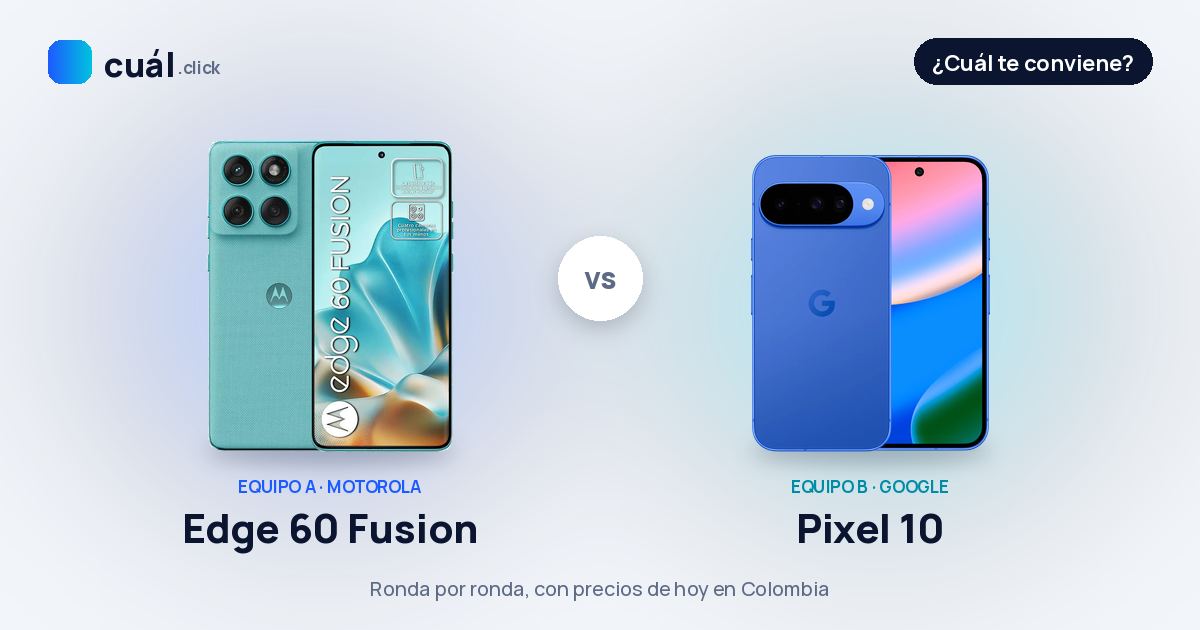 cuál.click
¿Cuál te conviene?
edge 60 FUSION
VS
EQUIPO A · MOTOROLA
EQUIPO B · GOOGLE
Edge 60 Fusion
Pixel 10
Ronda por ronda, con precios de hoy en Colombia